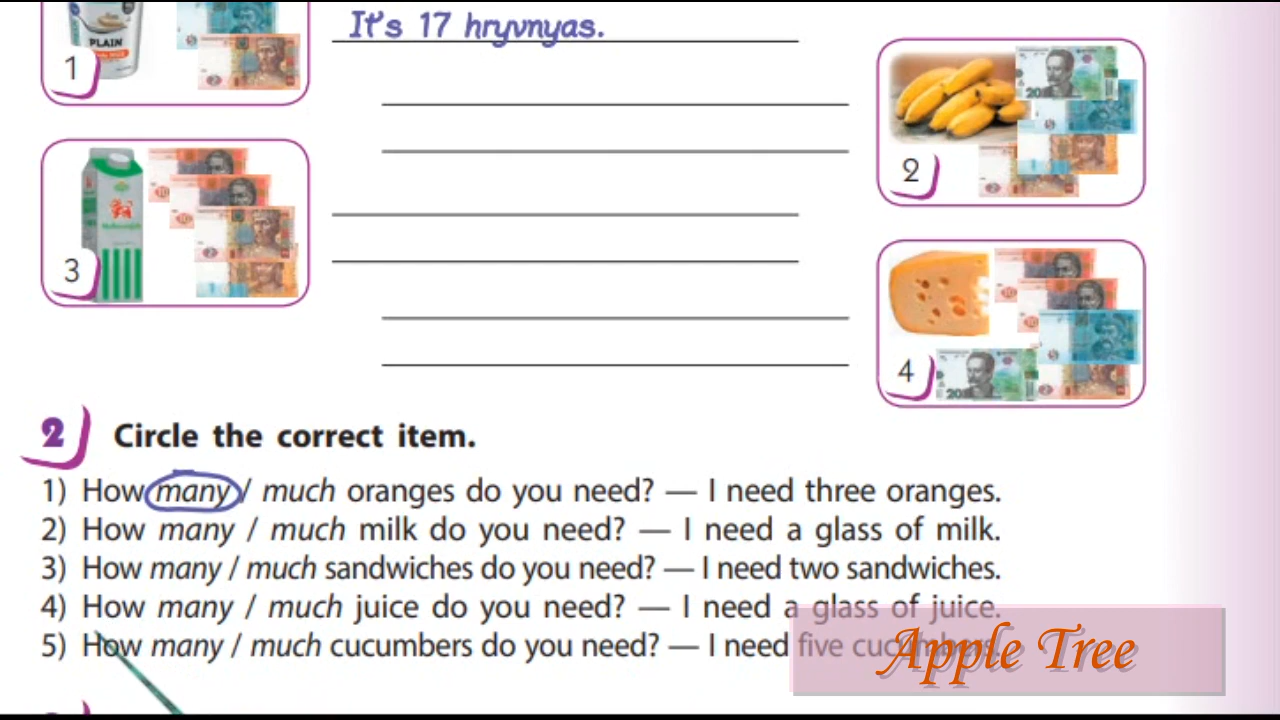 It's 17 hryvnyas.
PLAIN
1
2
3
4
2 Circle the correct item.
1) How many / much oranges do you need? — I need three oranges.
2) How many / much milk do you need? — I need a glass of milk.
3) How many / much sandwiches do you need? — I need two sandwiches.
4) How many / much juice do you need? — I need a glass of juice.
5) How many / much cucumbers do you need? — I need five cucumbers.
Apple Tree